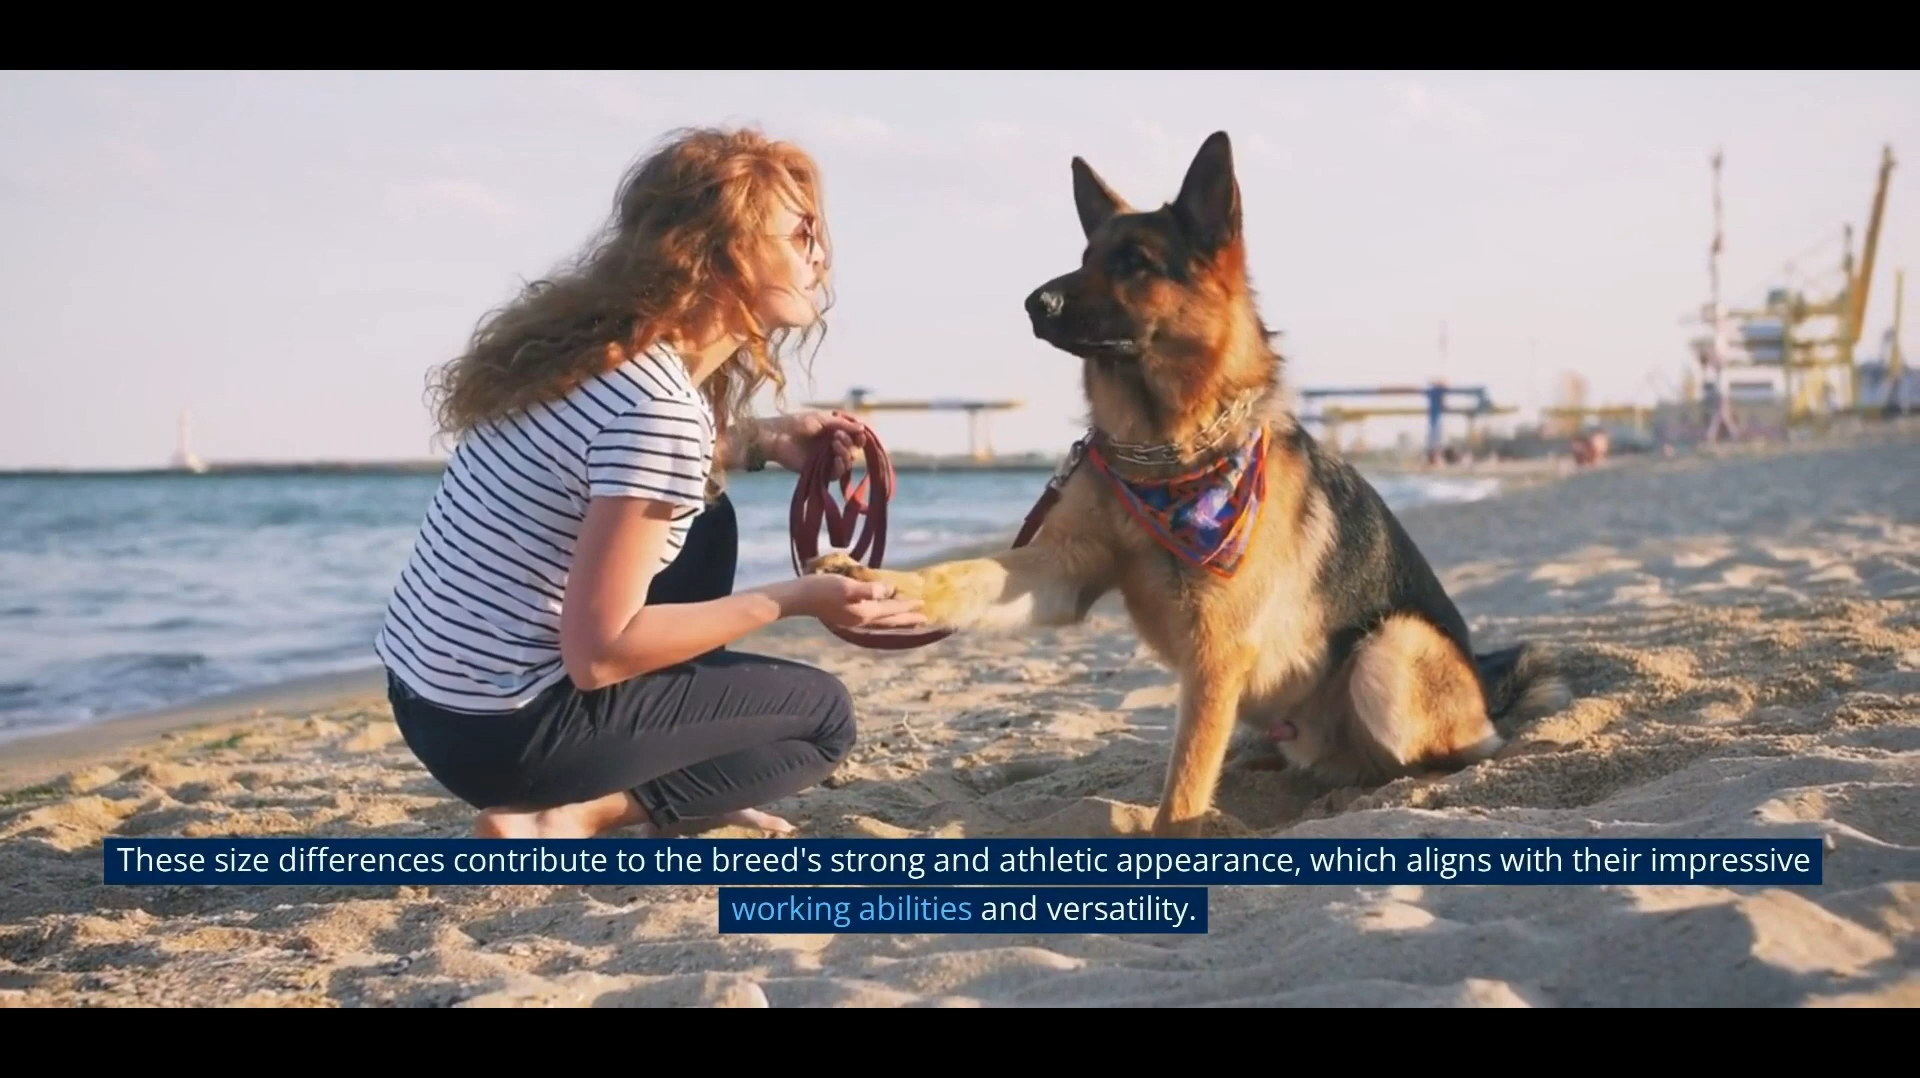 These size differences contribute to the breed's strong and athletic appearance, which aligns with their impressive
working abilities and versatility.